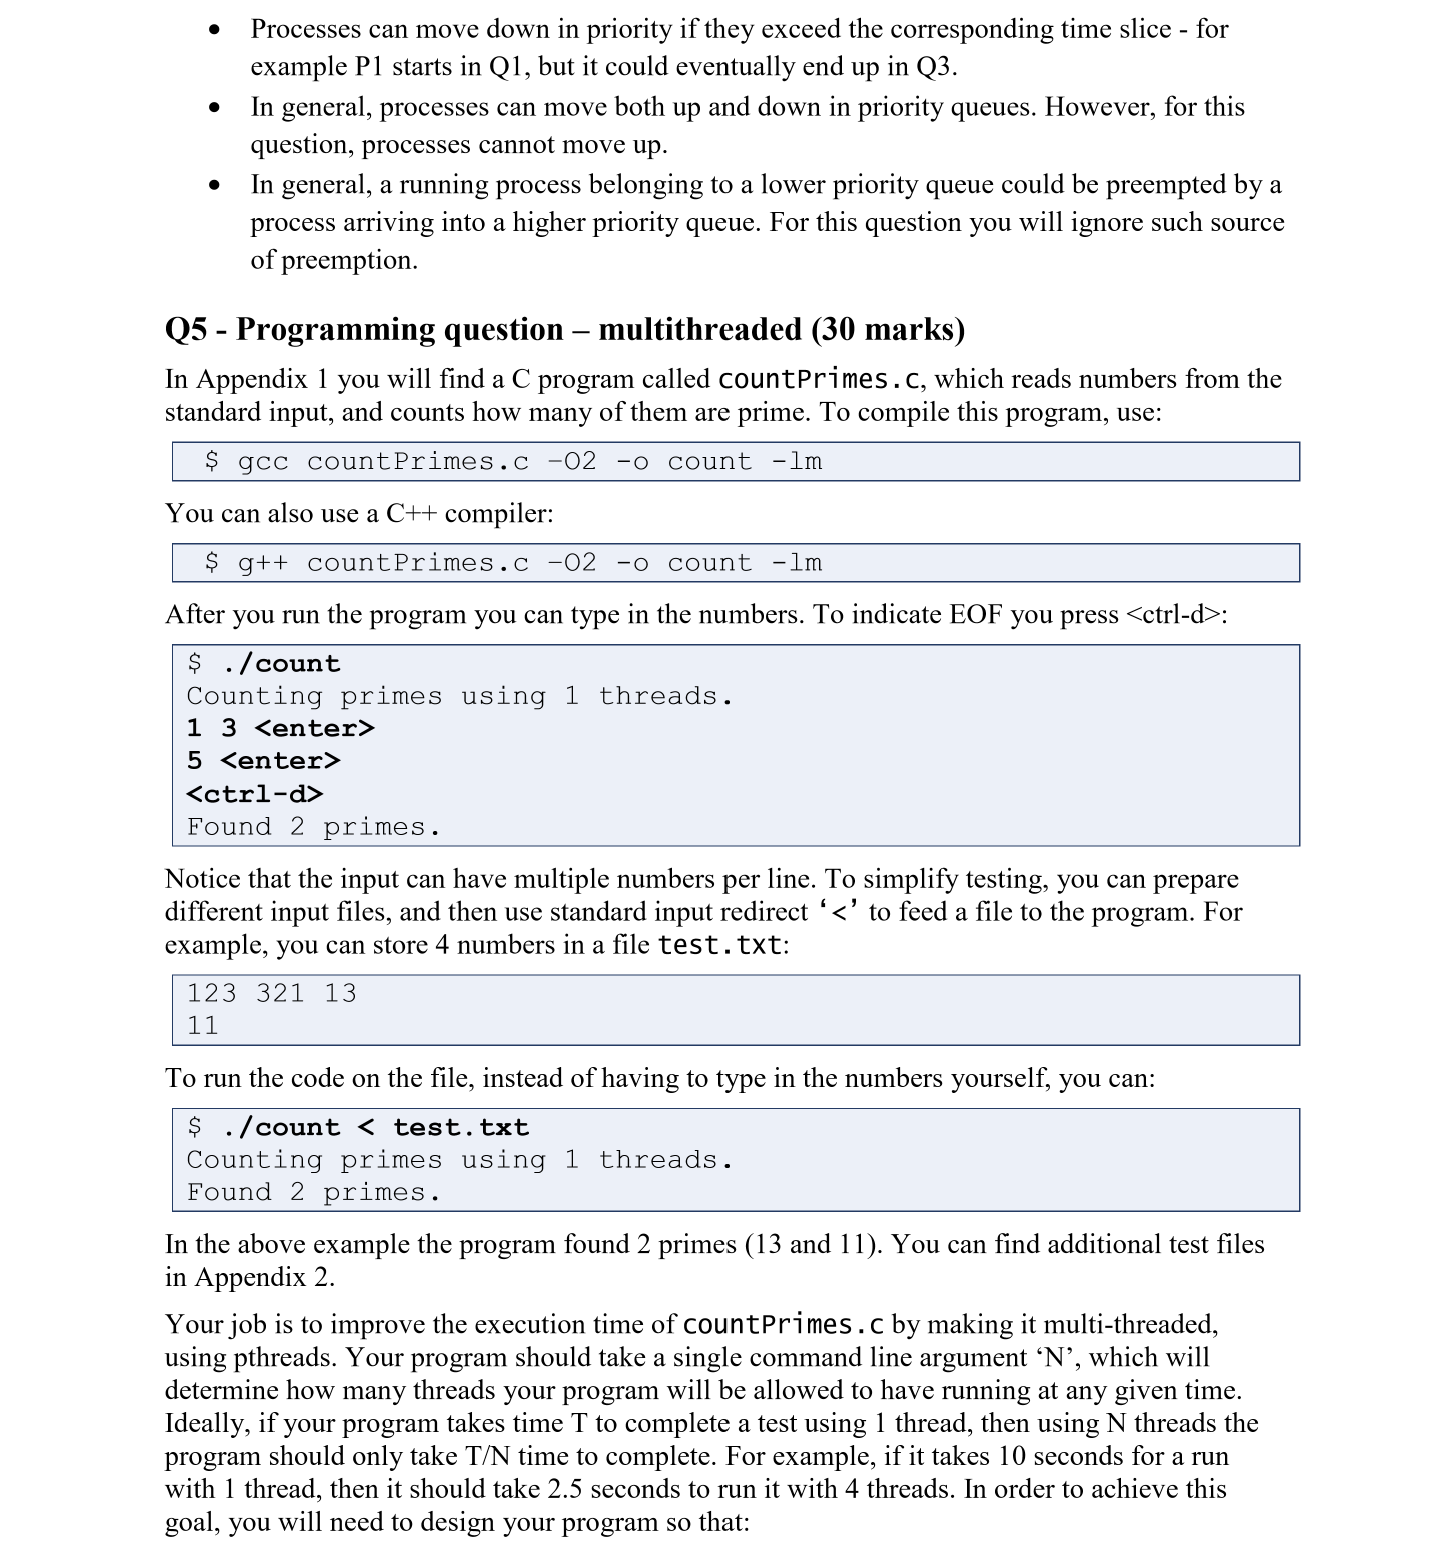 • Processes can move down in priority if they exceed the corresponding time slice - for
example P1 starts in Q1, but it could eventually end up in Q3.
• In general, processes can move both up and down in priority queues. However, for this
question, processes cannot move up.
• In general, a running process belonging to a lower priority queue could be preempted by a
process arriving into a higher priority queue. For this question you will ignore such source
of preemption.
Q5 - Programming question – multithreaded (30 marks)
In Appendix 1 you will find a C program called countPrimes.c, which reads numbers from the
standard input, and counts how many of them are prime. To compile this program, use:
$ gcc countPrimes.c –O2 -o count -lm
You can also use a C++ compiler:
$ g++ countPrimes.c –O2 -o count -lm
After you run the program you can type in the numbers. To indicate EOF you press <ctrl-d>:
$ ./count
Counting primes using 1 threads.
1 3 <enter>
5 <enter>
<ctrl-d>
Found 2 primes.
Notice that the input can have multiple numbers per line. To simplify testing, you can prepare
different input files, and then use standard input redirect ‘<’ to feed a file to the program. For
example, you can store 4 numbers in a file test.txt:
123 321 13
11
To run the code on the file, instead of having to type in the numbers yourself, you can:
$ ./count < test.txt
Counting primes using 1 threads.
Found 2 primes.
In the above example the program found 2 primes (13 and 11). You can find additional test files
in Appendix 2.
Your job is to improve the execution time of countPrimes.c by making it multi-threaded,
using pthreads. Your program should take a single command line argument ‘N’, which will
determine how many threads your program will be allowed to have running at any given time.
Ideally, if your program takes time T to complete a test using 1 thread, then using N threads the
program should only take T/N time to complete. For example, if it takes 10 seconds for a run
with 1 thread, then it should take 2.5 seconds to run it with 4 threads. In order to achieve this
goal, you will need to design your program so that: